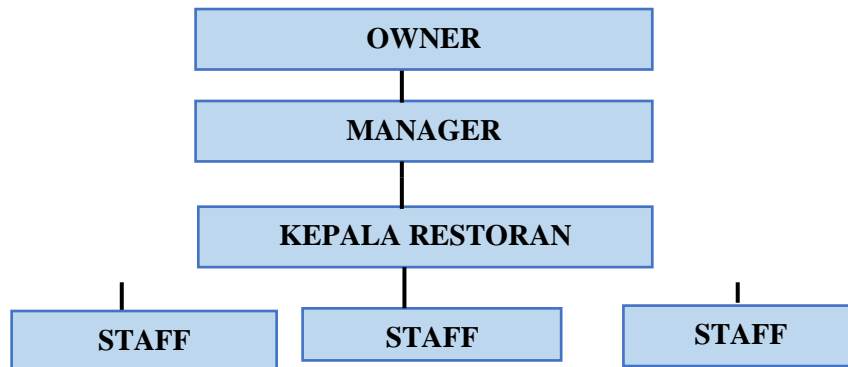 OWNER
MANAGER
KEPALA RESTORAN
STAFF
STAFF
STAFF